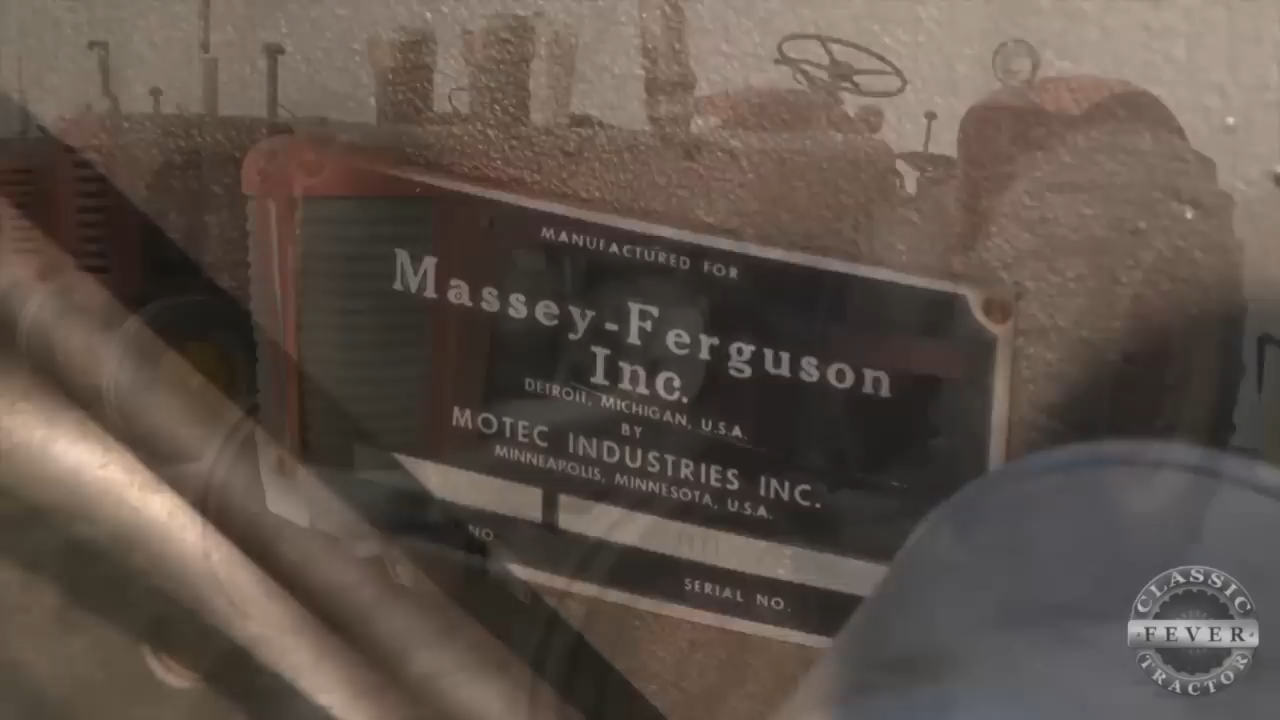 MANUFACTURED FOR
Massey-Ferguson
Inc.
DETROIT, MICHIGAN, U.S.A.
BY
MOTEC INDUSTRIES INC.
MINNEAPOLIS, MINNESOTA, U.S.A.
NO
SERIAL NO.
CLASSIC
FEVER
TRACTOR